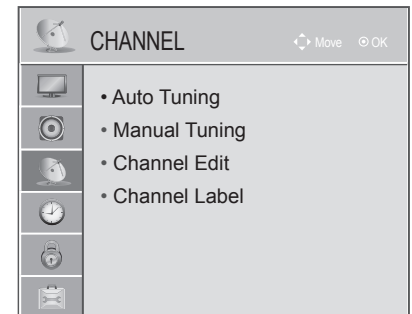 CHANNEL
Move OK
• Auto Tuning
• Manual Tuning
• Channel Edit
• Channel Label